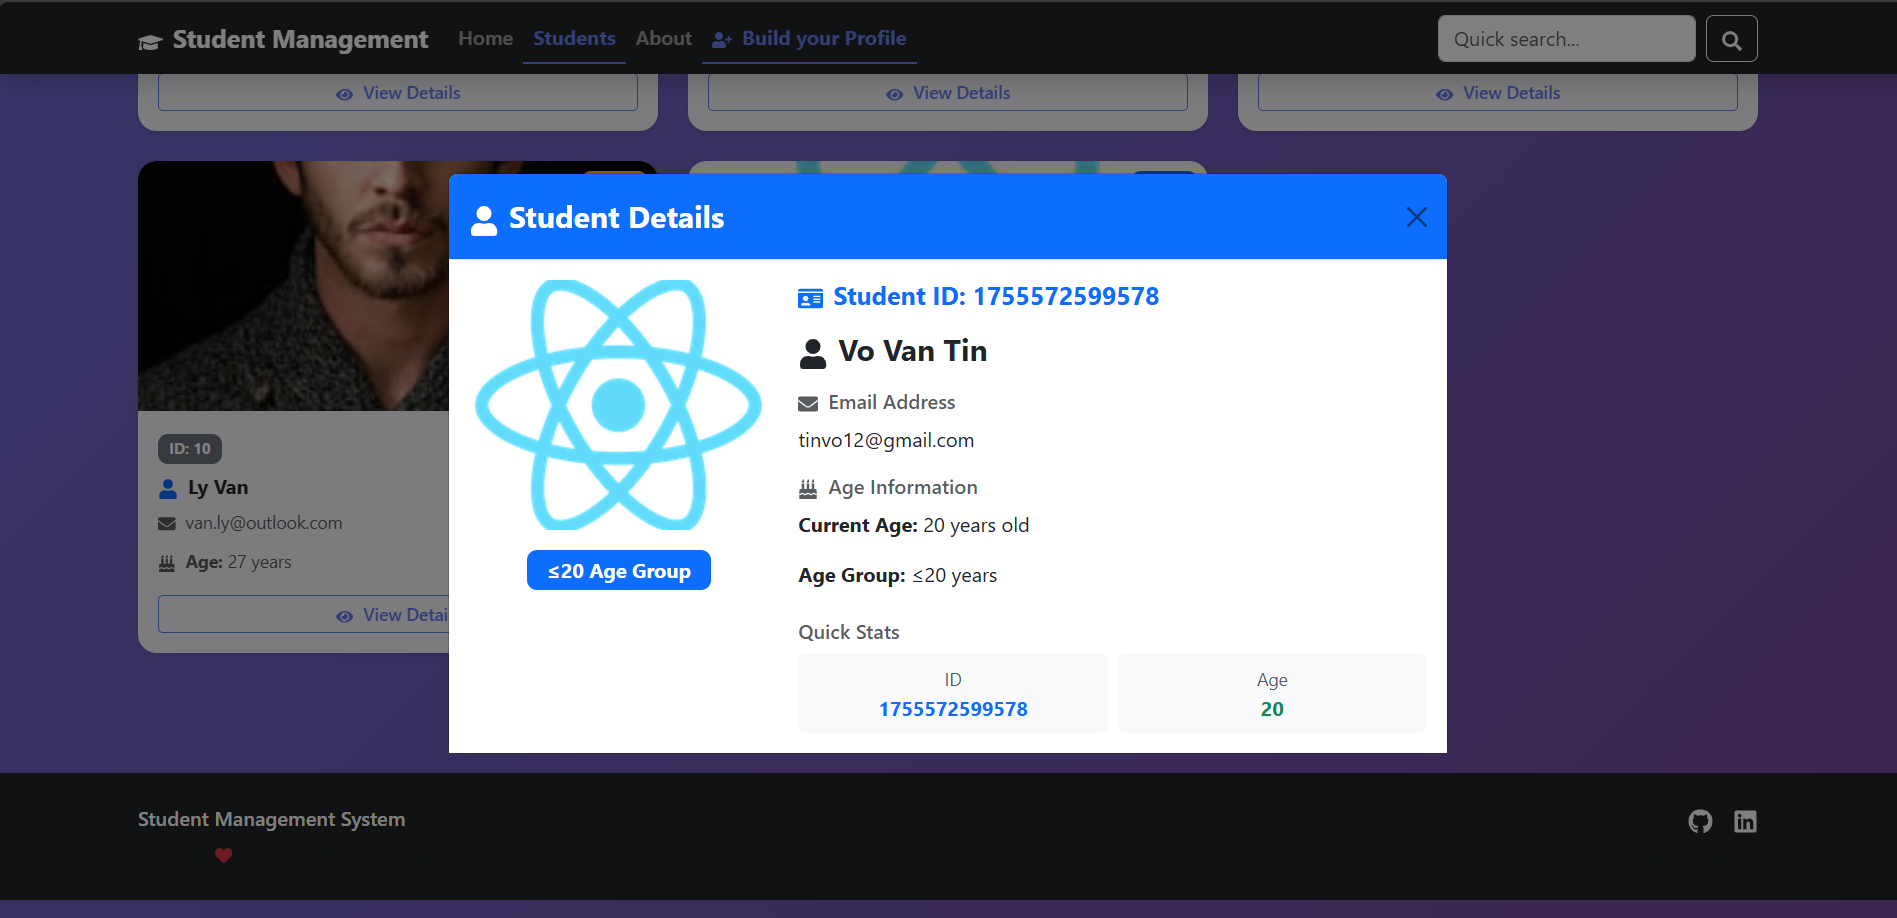 Student Management Home Students About Build your Profile Quick search...
View Details View Details View Details
Student Details
Student ID: 1755572599578
Vo Van Tin
Email Address
tinvo12@gmail.com
Age Information
Current Age: 20 years old
Age Group: ≤20 years
≤20 Age Group
Quick Stats
ID
1755572599578
Age
20
ID: 10
Ly Van
van.ly@outlook.com
Age: 27 years
View Detai
Student Management System